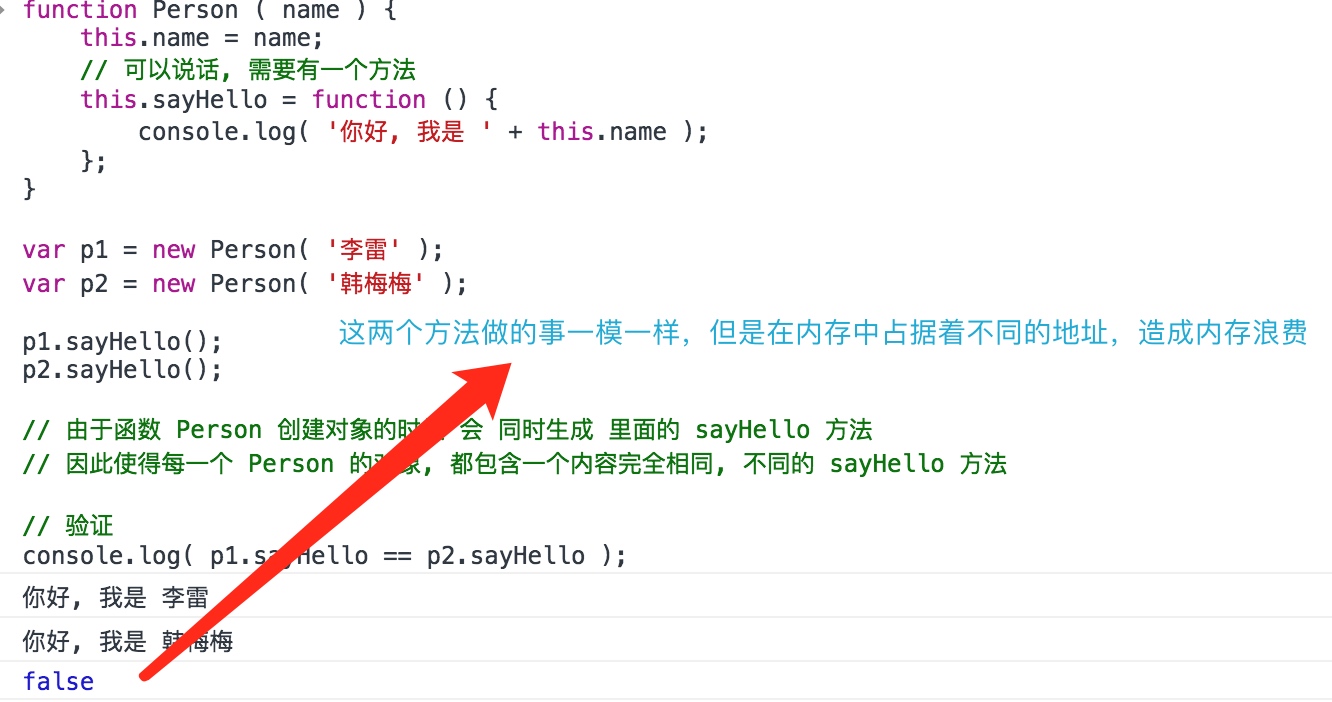 function Person ( name ) {
    this.name = name;
    // 可以说话, 需要有一个方法
    this.sayHello = function () {
        console.log( '你好, 我是 ' + this.name );
    };
}
var p1 = new Person( '李雷' );
var p2 = new Person( '韩梅梅' );
这两个方法做的事一模一样，但是在内存中占据着不同的地址，造成内存浪费
p1.sayHello();
p2.sayHello();
// 由于函数 Person 创建对象的时 会 同时生成 里面的 sayHello 方法
// 因此使得每一个 Person 的对象, 都包含一个内容完全相同, 不同的 sayHello 方法
// 验证
console.log( p1.sayHello == p2.sayHello );
你好, 我是 李雷
你好, 我是 韩梅梅
false